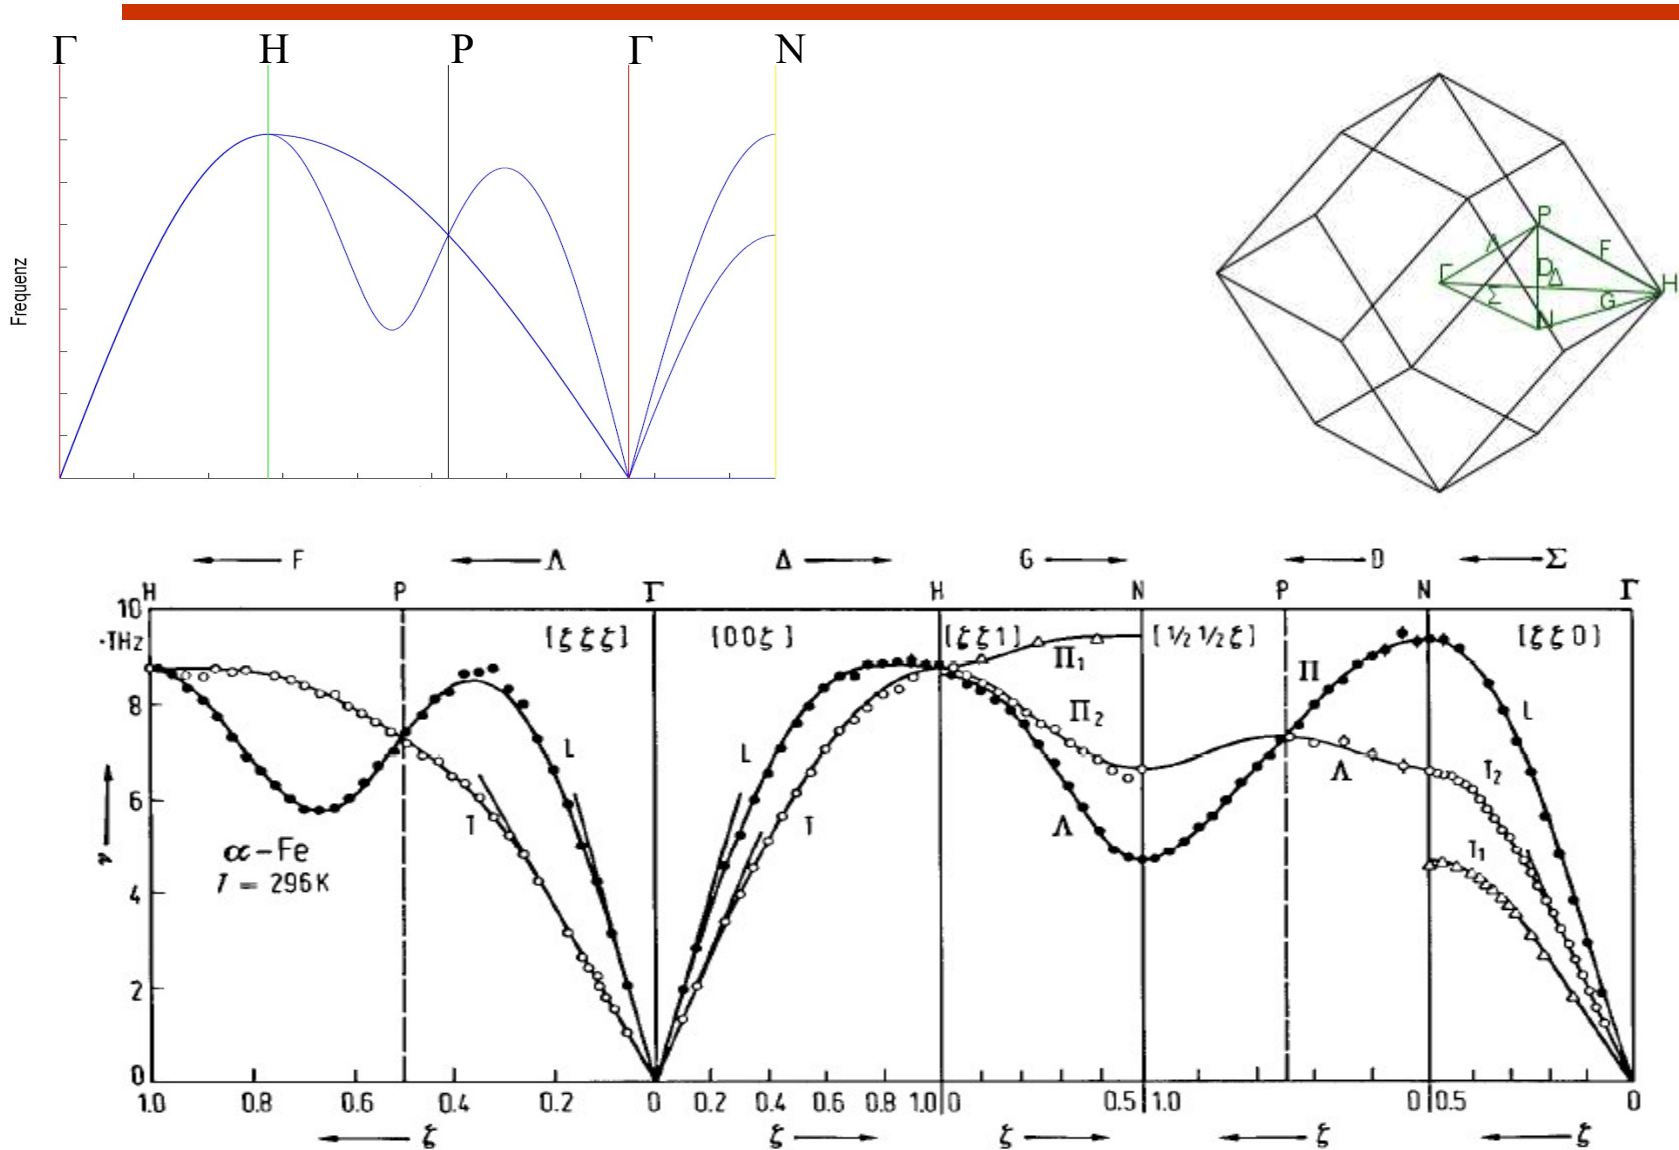 Γ H P Γ N
Frequenz
P
Λ F
Γ D Δ H
Σ G
N
F Λ Δ G D Σ
H P Γ H N P N Γ
10
·THz [ζζζ] [00ζ] [ζζ1] [½ ½ ζ] [ζζ0]
Π₁ Π
8 Π₂ L
L L
T₂
6 T T Λ Λ
α-Fe T₁
T = 296K
ν
4
2
0
1.0 0.8 0.6 0.4 0.2 0 0.2 0.4 0.6 0.8 1.0 0 0.5 1.0 0 0.5 0
ζ ζ ζ ζ ζ